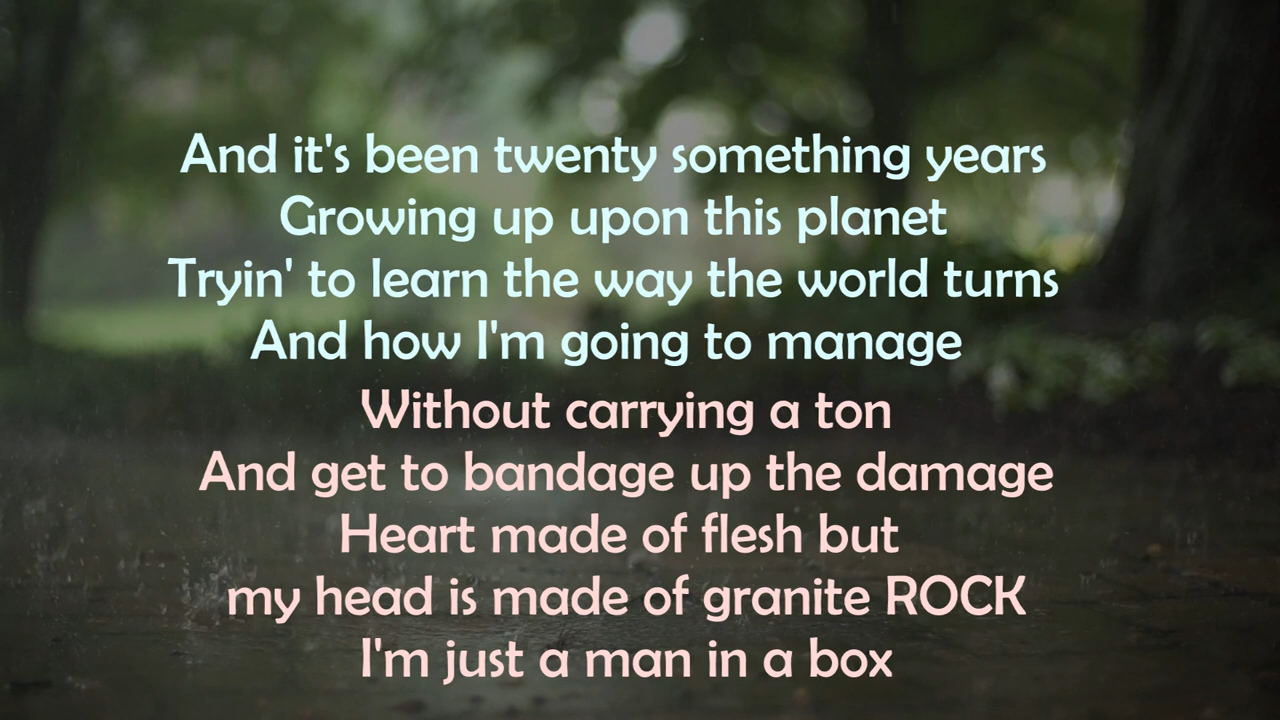 And it's been twenty something years
Growing up upon this planet
Tryin' to learn the way the world turns
And how I'm going to manage
Without carrying a ton
And get to bandage up the damage
Heart made of flesh but
my head is made of granite ROCK
I'm just a man in a box